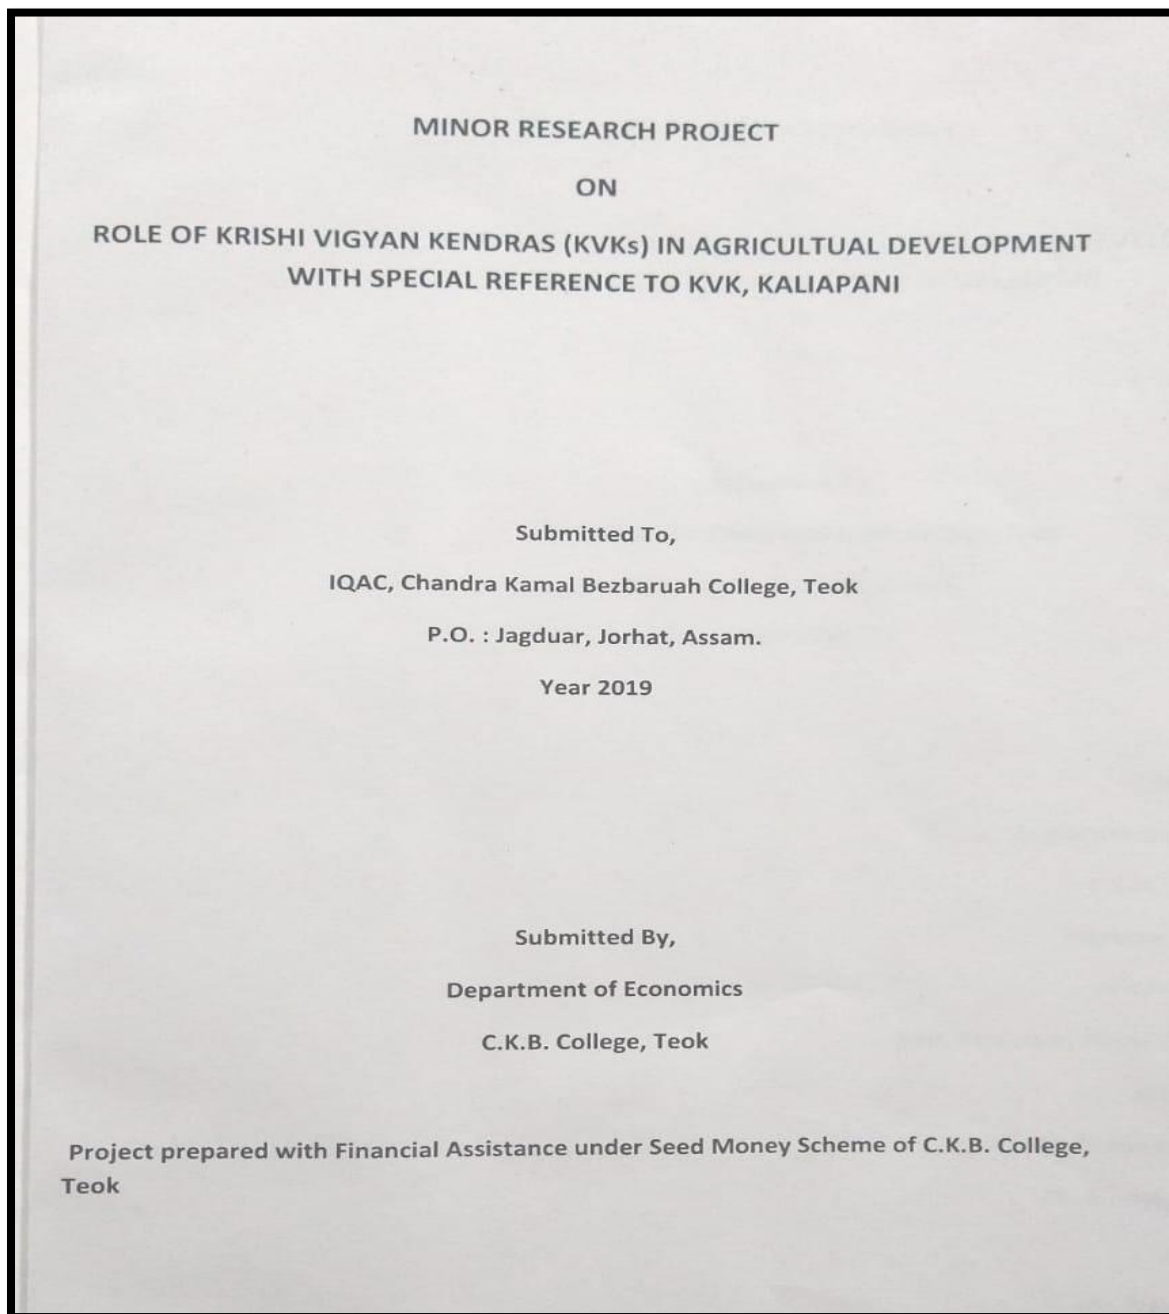 MINOR RESEARCH PROJECT
ON
ROLE OF KRISHI VIGYAN KENDRAS (KVKs) IN AGRICULTUAL DEVELOPMENT
WITH SPECIAL REFERENCE TO KVK, KALIAPANI
Submitted To,
IQAC, Chandra Kamal Bezbaruah College, Teok
P.O. : Jagduar, Jorhat, Assam.
Year 2019
Submitted By,
Department of Economics
C.K.B. College, Teok
Project prepared with Financial Assistance under Seed Money Scheme of C.K.B. College,
Teok